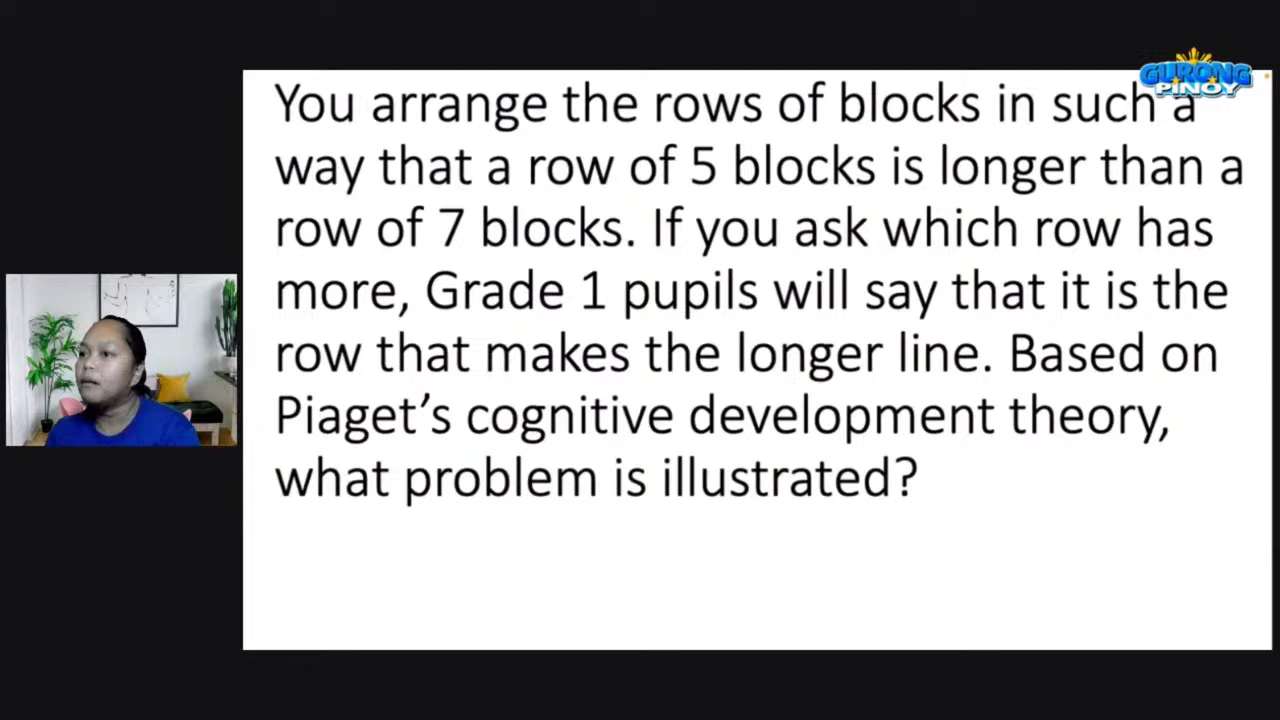 GURONG
PINOY
You arrange the rows of blocks in such a
way that a row of 5 blocks is longer than a
row of 7 blocks. If you ask which row has
more, Grade 1 pupils will say that it is the
row that makes the longer line. Based on
Piaget’s cognitive development theory,
what problem is illustrated?